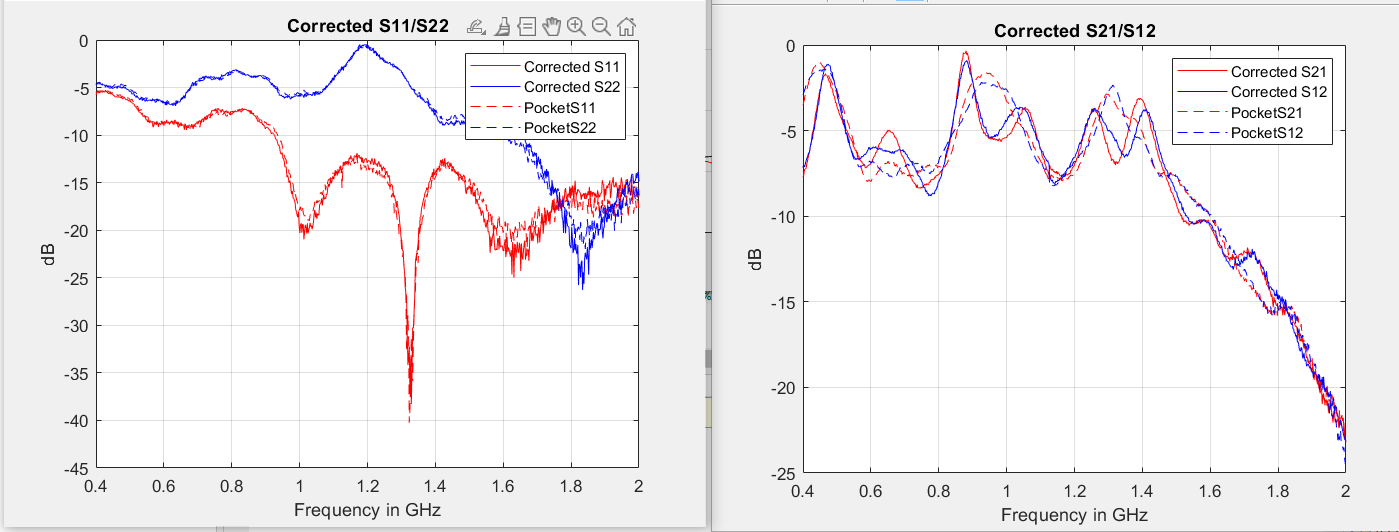 Corrected S11/S22
0
-5
-10
-15
-20
-25
-30
-35
-40
-45
dB
0.4 0.6 0.8 1 1.2 1.4 1.6 1.8 2
Frequency in GHz
Corrected S11
Corrected S22
PocketS11
PocketS22
Corrected S21/S12
0
-5
-10
-15
-20
-25
dB
0.4 0.6 0.8 1 1.2 1.4 1.6 1.8 2
Frequency in GHz
Corrected S21
Corrected S12
PocketS21
PocketS12